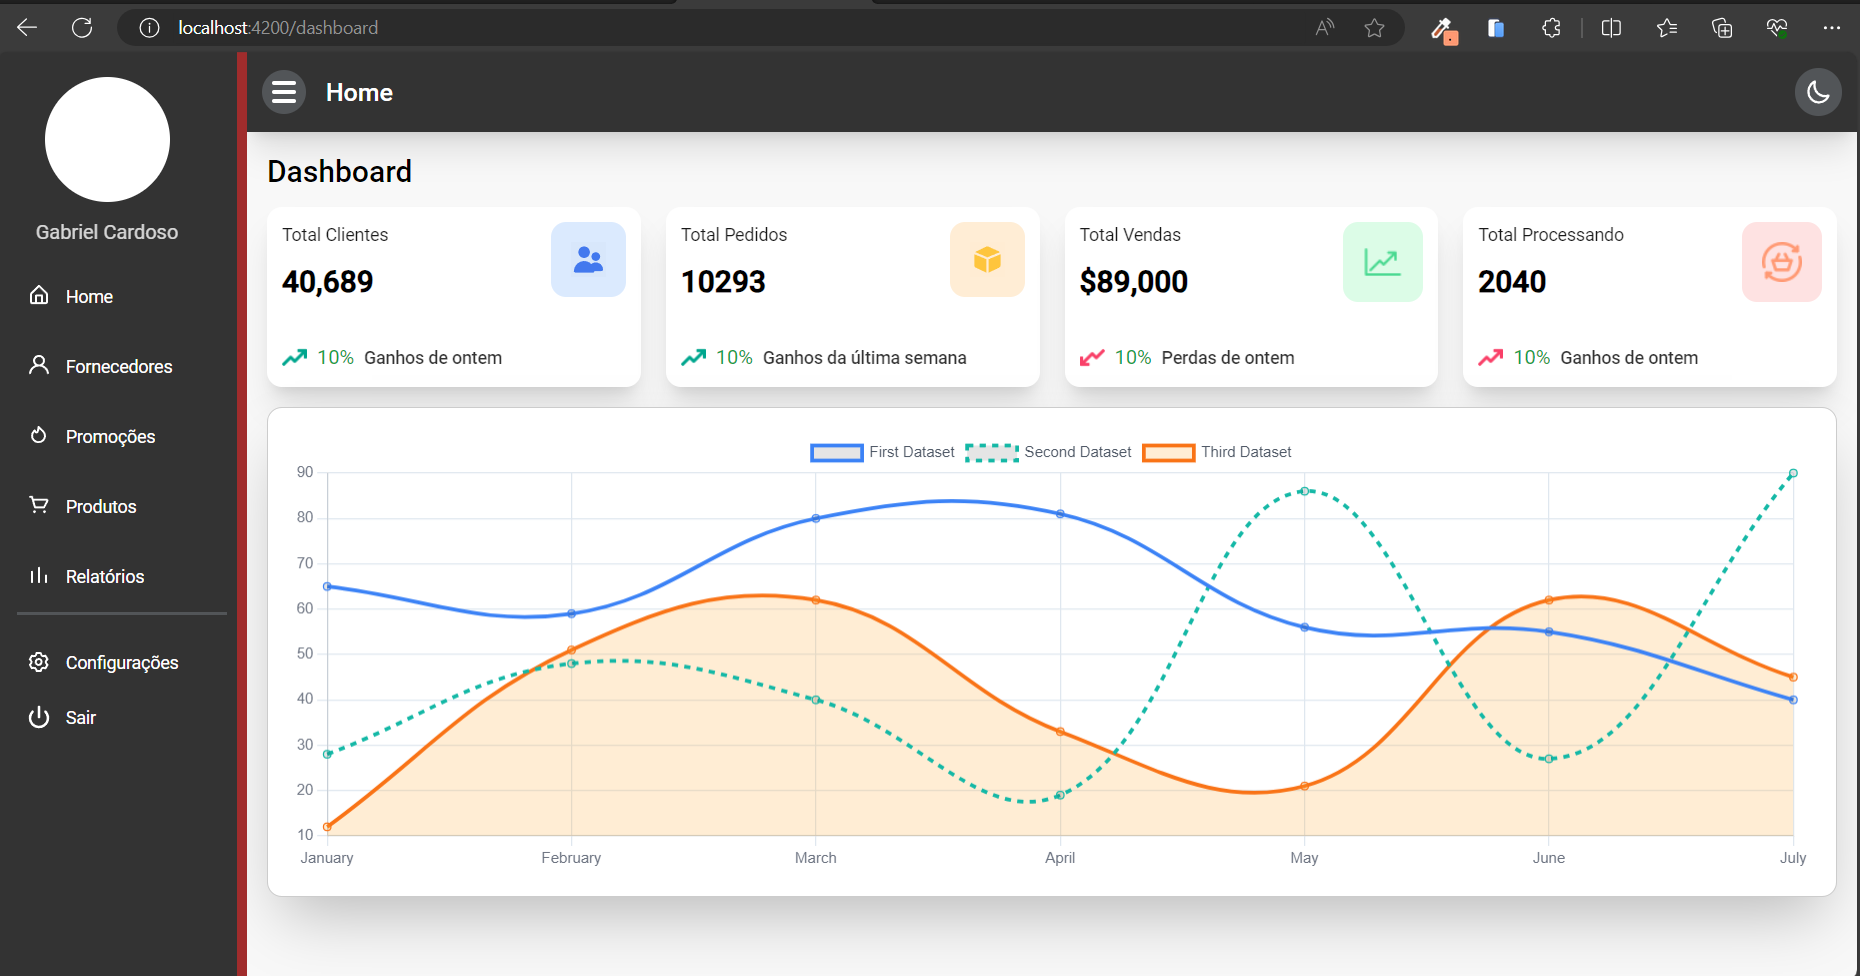 localhost:4200/dashboard
Gabriel Cardoso
Home
Fornecedores
Promoções
Produtos
Relatórios
Configurações
Sair
Home
Dashboard
Total Clientes
40,689
10% Ganhos de ontem
Total Pedidos
10293
10% Ganhos da última semana
Total Vendas
$89,000
10% Perdas de ontem
Total Processando
2040
10% Ganhos de ontem
First Dataset Second Dataset Third Dataset
90
80
70
60
50
40
30
20
10
January February March April May June July